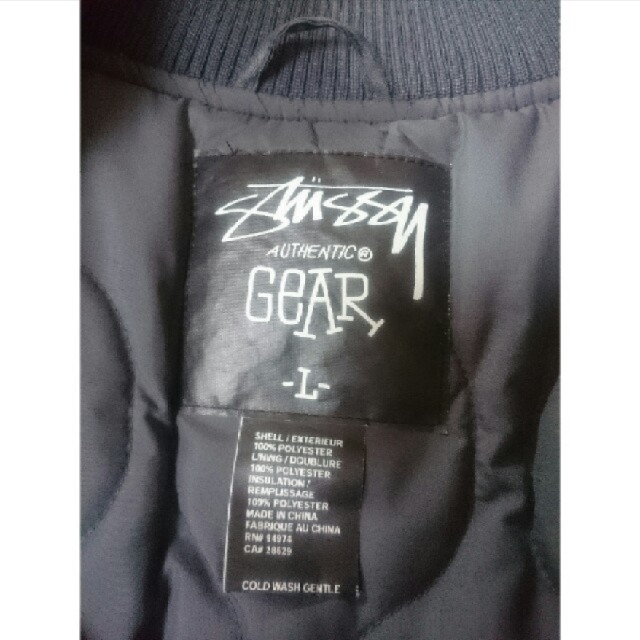 Stüssy
AUTHENTIC®
GEAR
-L-
SHELL / EXTERIEUR
100% POLYESTER
LINING / DOUBLURE
100% POLYESTER
INSULATION /
REMPLISSAGE
100% POLYESTER
MADE IN CHINA
FABRIQUE AU CHINA
RN# 94974
CA# 28629
COLD WASH GENTLE